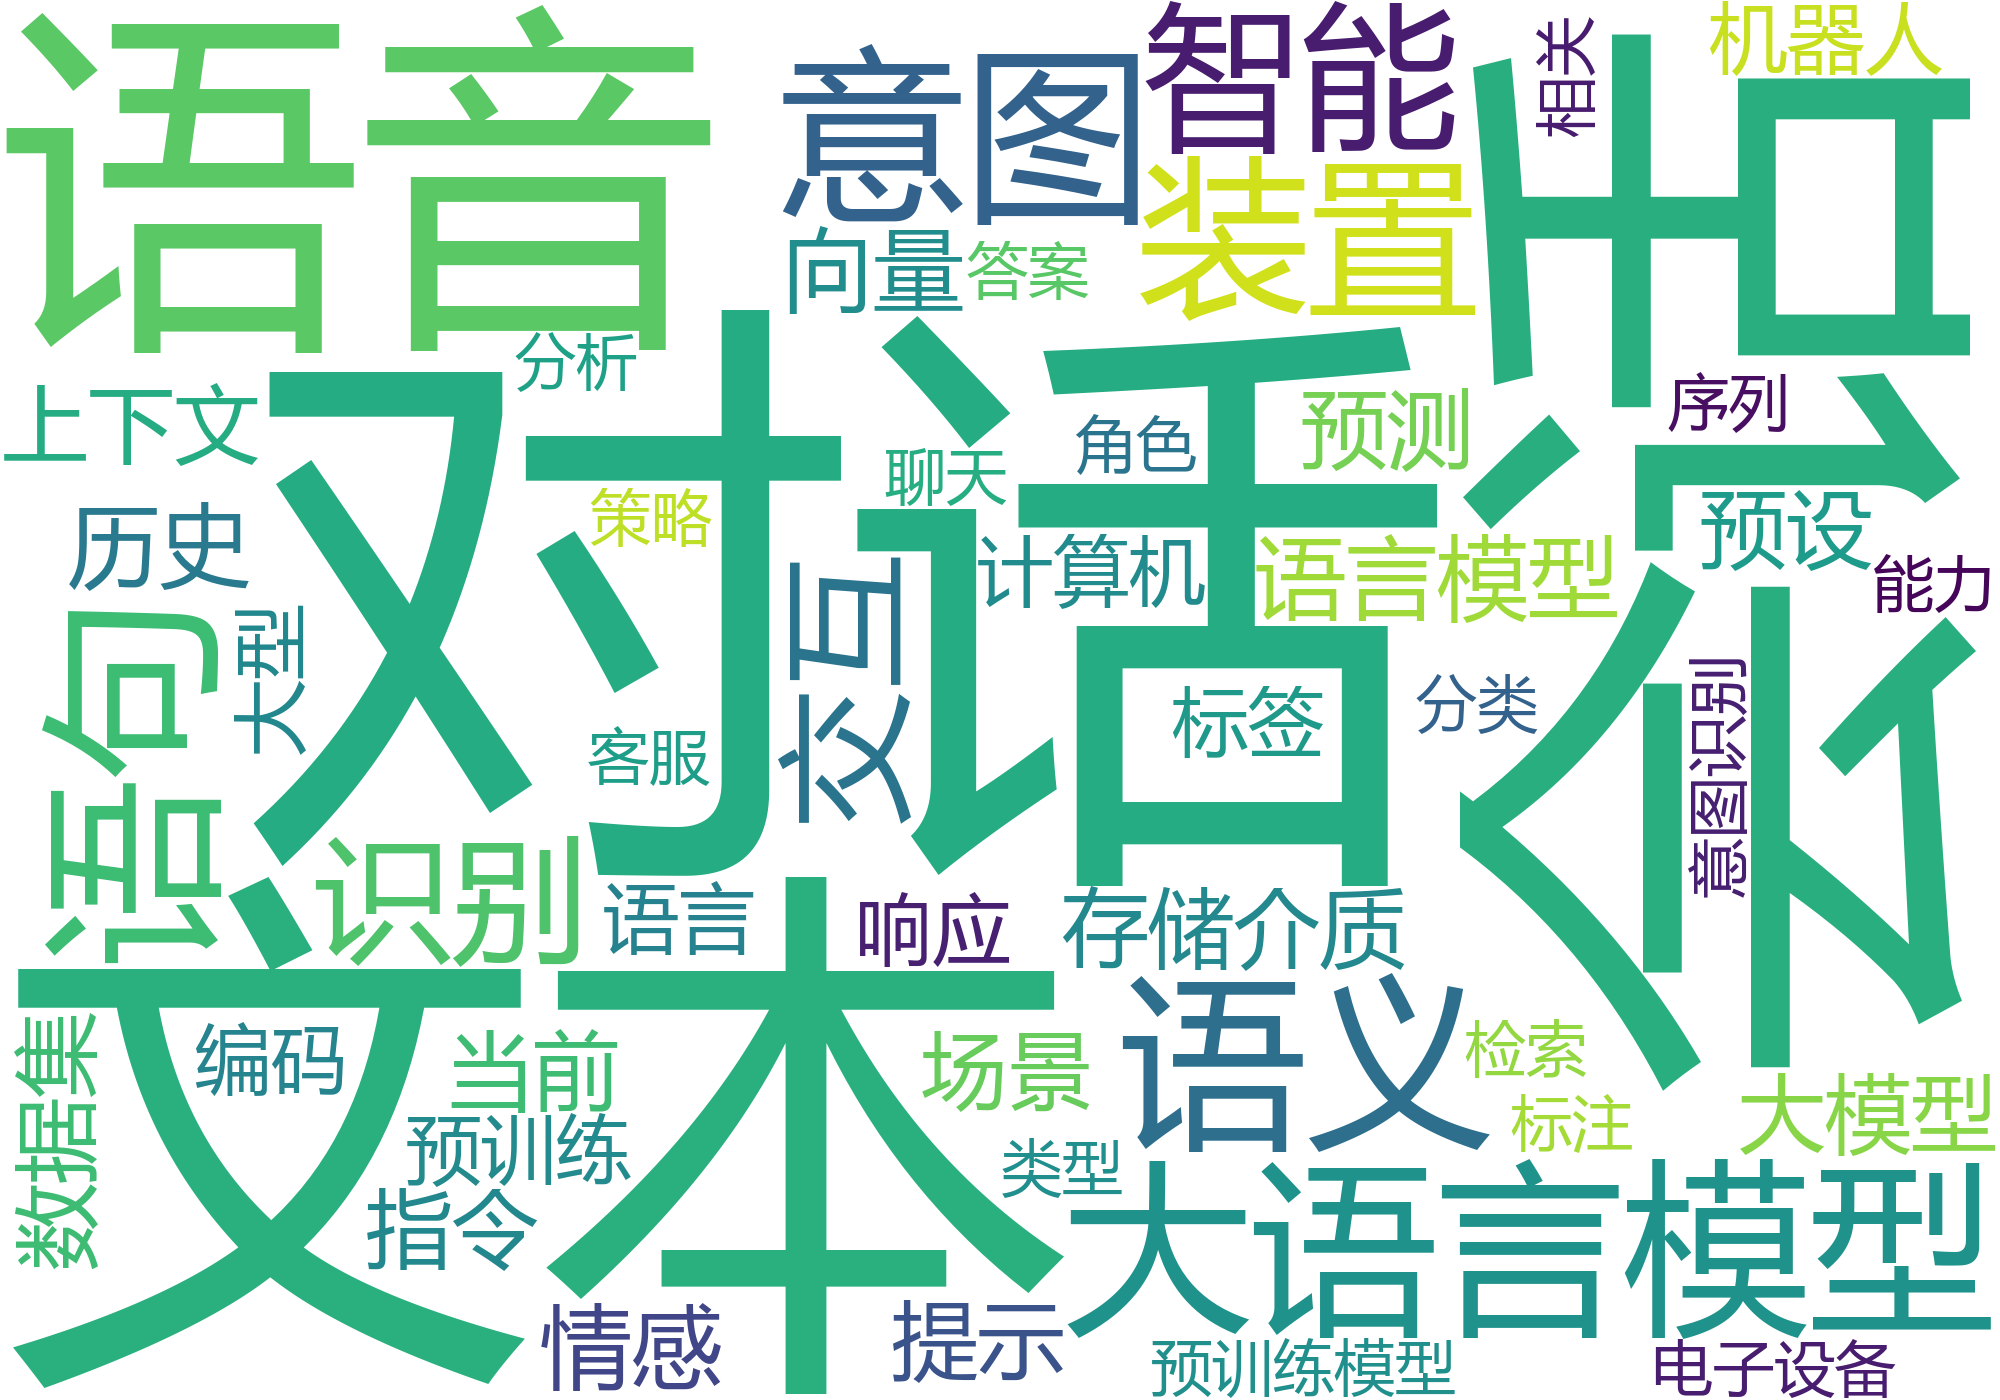 语音
意图
智能
装置
相关
机器人
会话
向量
答案
分析
上下文
对话
序列
预测
角色
聊天
策略
历史
计算机
语言模型
预设
能力
交互
大型
语句
标签
分类
意图识别
客服
识别
语言
响应
存储介质
文本
语义
编码
当前
场景
检索
大模型
数据集
预训练
标注
类型
指令
大语言模型
情感
提示
预训练模型
电子设备